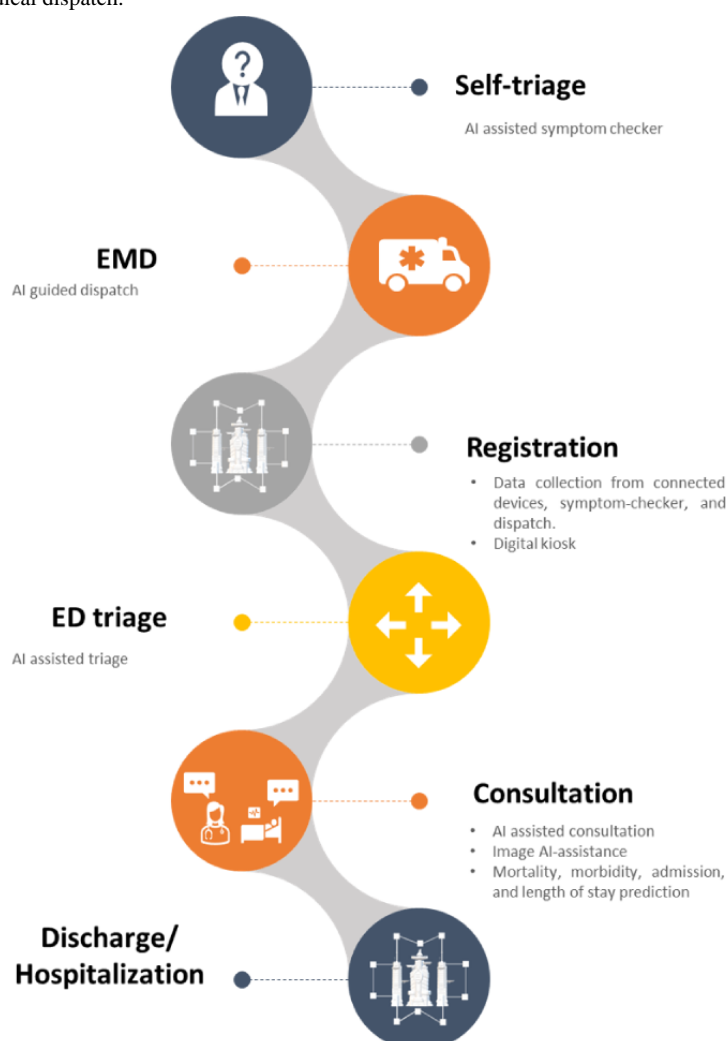 Self-triage
AI assisted symptom checker
EMD
AI guided dispatch
?
Registration
• Data collection from connected
devices, symptom-checker, and
dispatch.
• Digital kiosk
ED triage
AI assisted triage
Consultation
• AI assisted consultation
• Image AI-assistance
• Mortality, morbidity, admission,
and length of stay prediction
Discharge/
Hospitalization